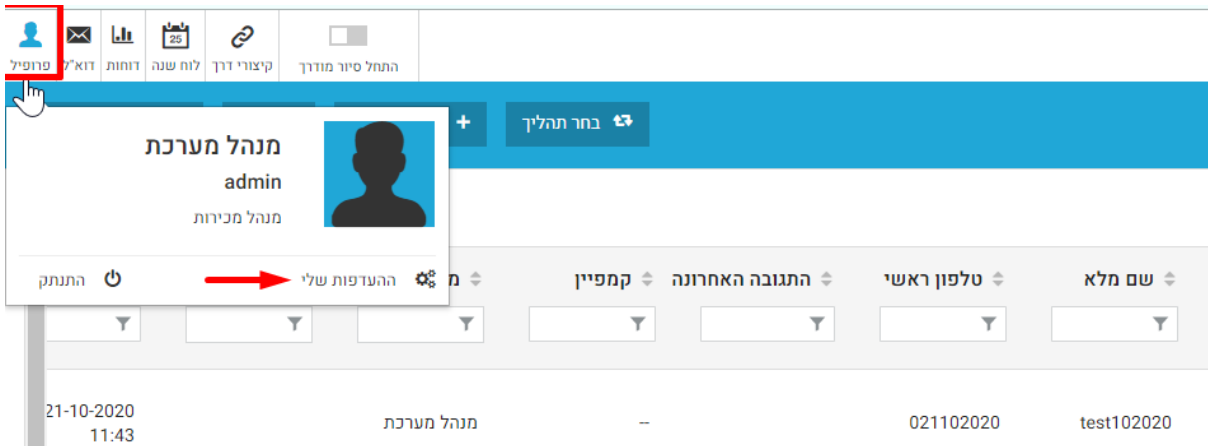 התחל סיור מודרך
קיצורי דרך
לוח שנה
25
דוחות
דוא"ל
פרופיל
בחר תהליך
+
מנהל מערכת
admin
מנהל מכירות
ההעדפות שלי
התנתק
שם מלא
טלפון ראשי
התגובה האחרונה
קמפיין
test102020
021102020
--
מנהל מערכת
21-10-2020
11:43